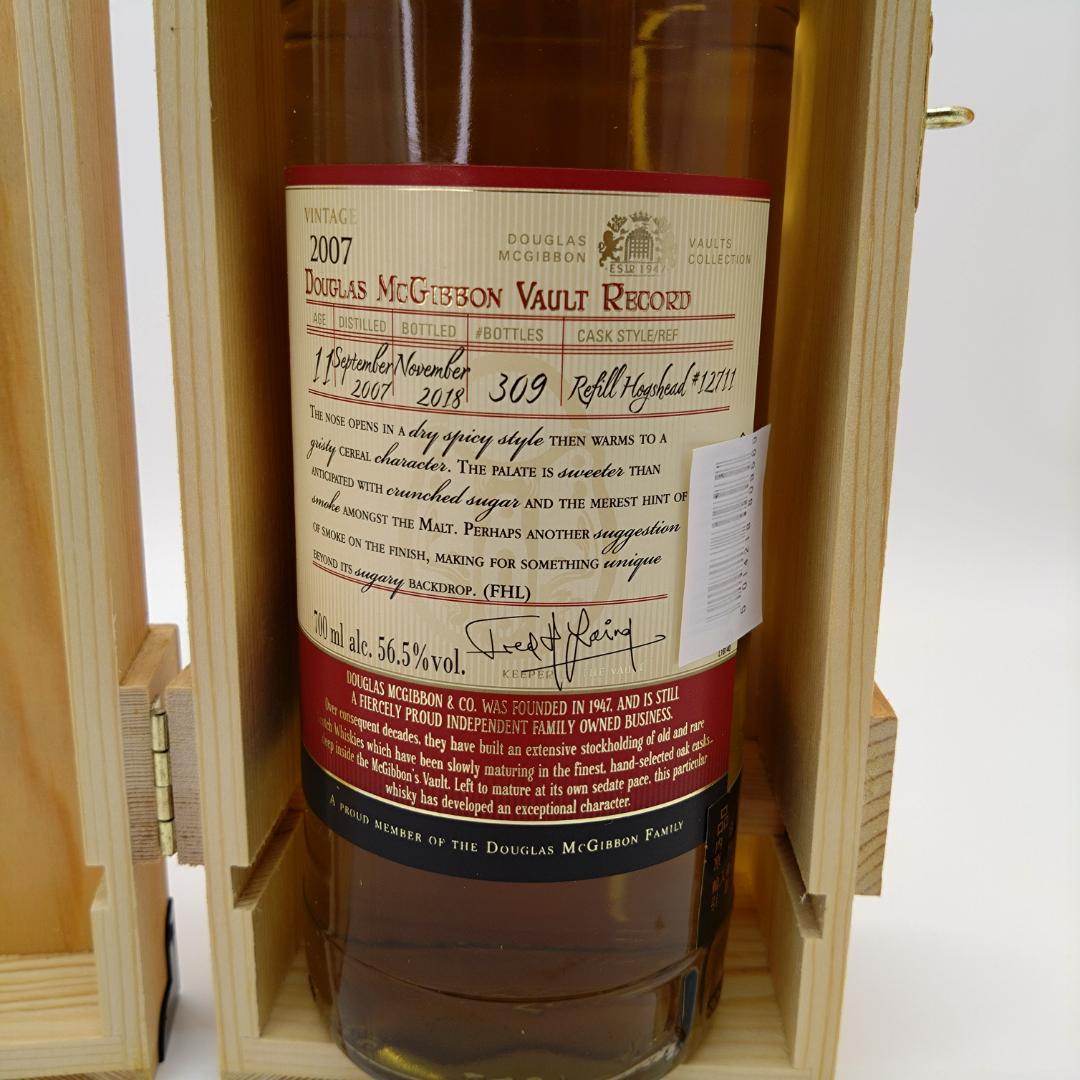 VINTAGE
2007
DOUGLAS MCGIBBON
VAULTS COLLECTION
ESTR 1947
DOUGLAS MCGIBBON VAULT RECORD
AGE DISTILLED BOTTLED #BOTTLES CASK STYLE/REF
11 September 2007 November 2018 309 Refill Hogshead #12711
THE NOSE OPENS IN A dry spicy style THEN WARMS TO A
gristy CEREAL character. THE PALATE IS sweeter THAN
ANTICIPATED WITH crunched sugar AND THE MEREST HINT OF
smoke AMONGST THE MALT. PERHAPS ANOTHER suggestion
OF SMOKE ON THE FINISH, MAKING FOR SOMETHING unique
BEYOND ITS sugary BACKDROP. (FHL)
700 ml alc. 56.5% vol.
Fred H Laing
KEEPER OF THE VAULT
DOUGLAS MCGIBBON & CO. WAS FOUNDED IN 1947, AND IS STILL
A FIERCELY PROUD INDEPENDENT FAMILY OWNED BUSINESS.
Over consequent decades, they have built an extensive stockholding of old and rare
Whiskies which have been slowly maturing in the finest, hand-selected oak casks...
inside the McGibbon's Vault. Left to mature at its own sedate pace, this particular
whisky has developed an exceptional character.
A PROUD MEMBER OF THE DOUGLAS MCGIBBON FAMILY